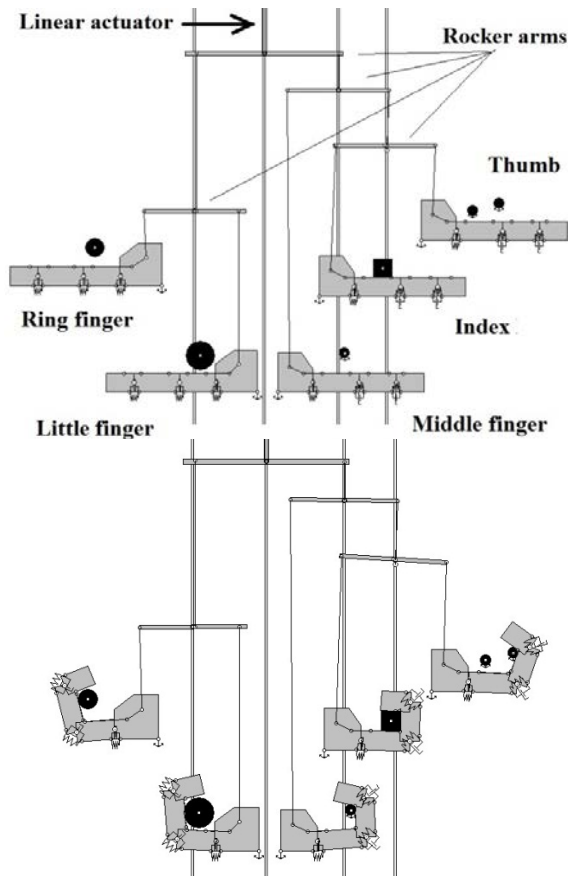 Linear actuator
Rocker arms
Thumb
Ring finger
Index
Little finger
Middle finger